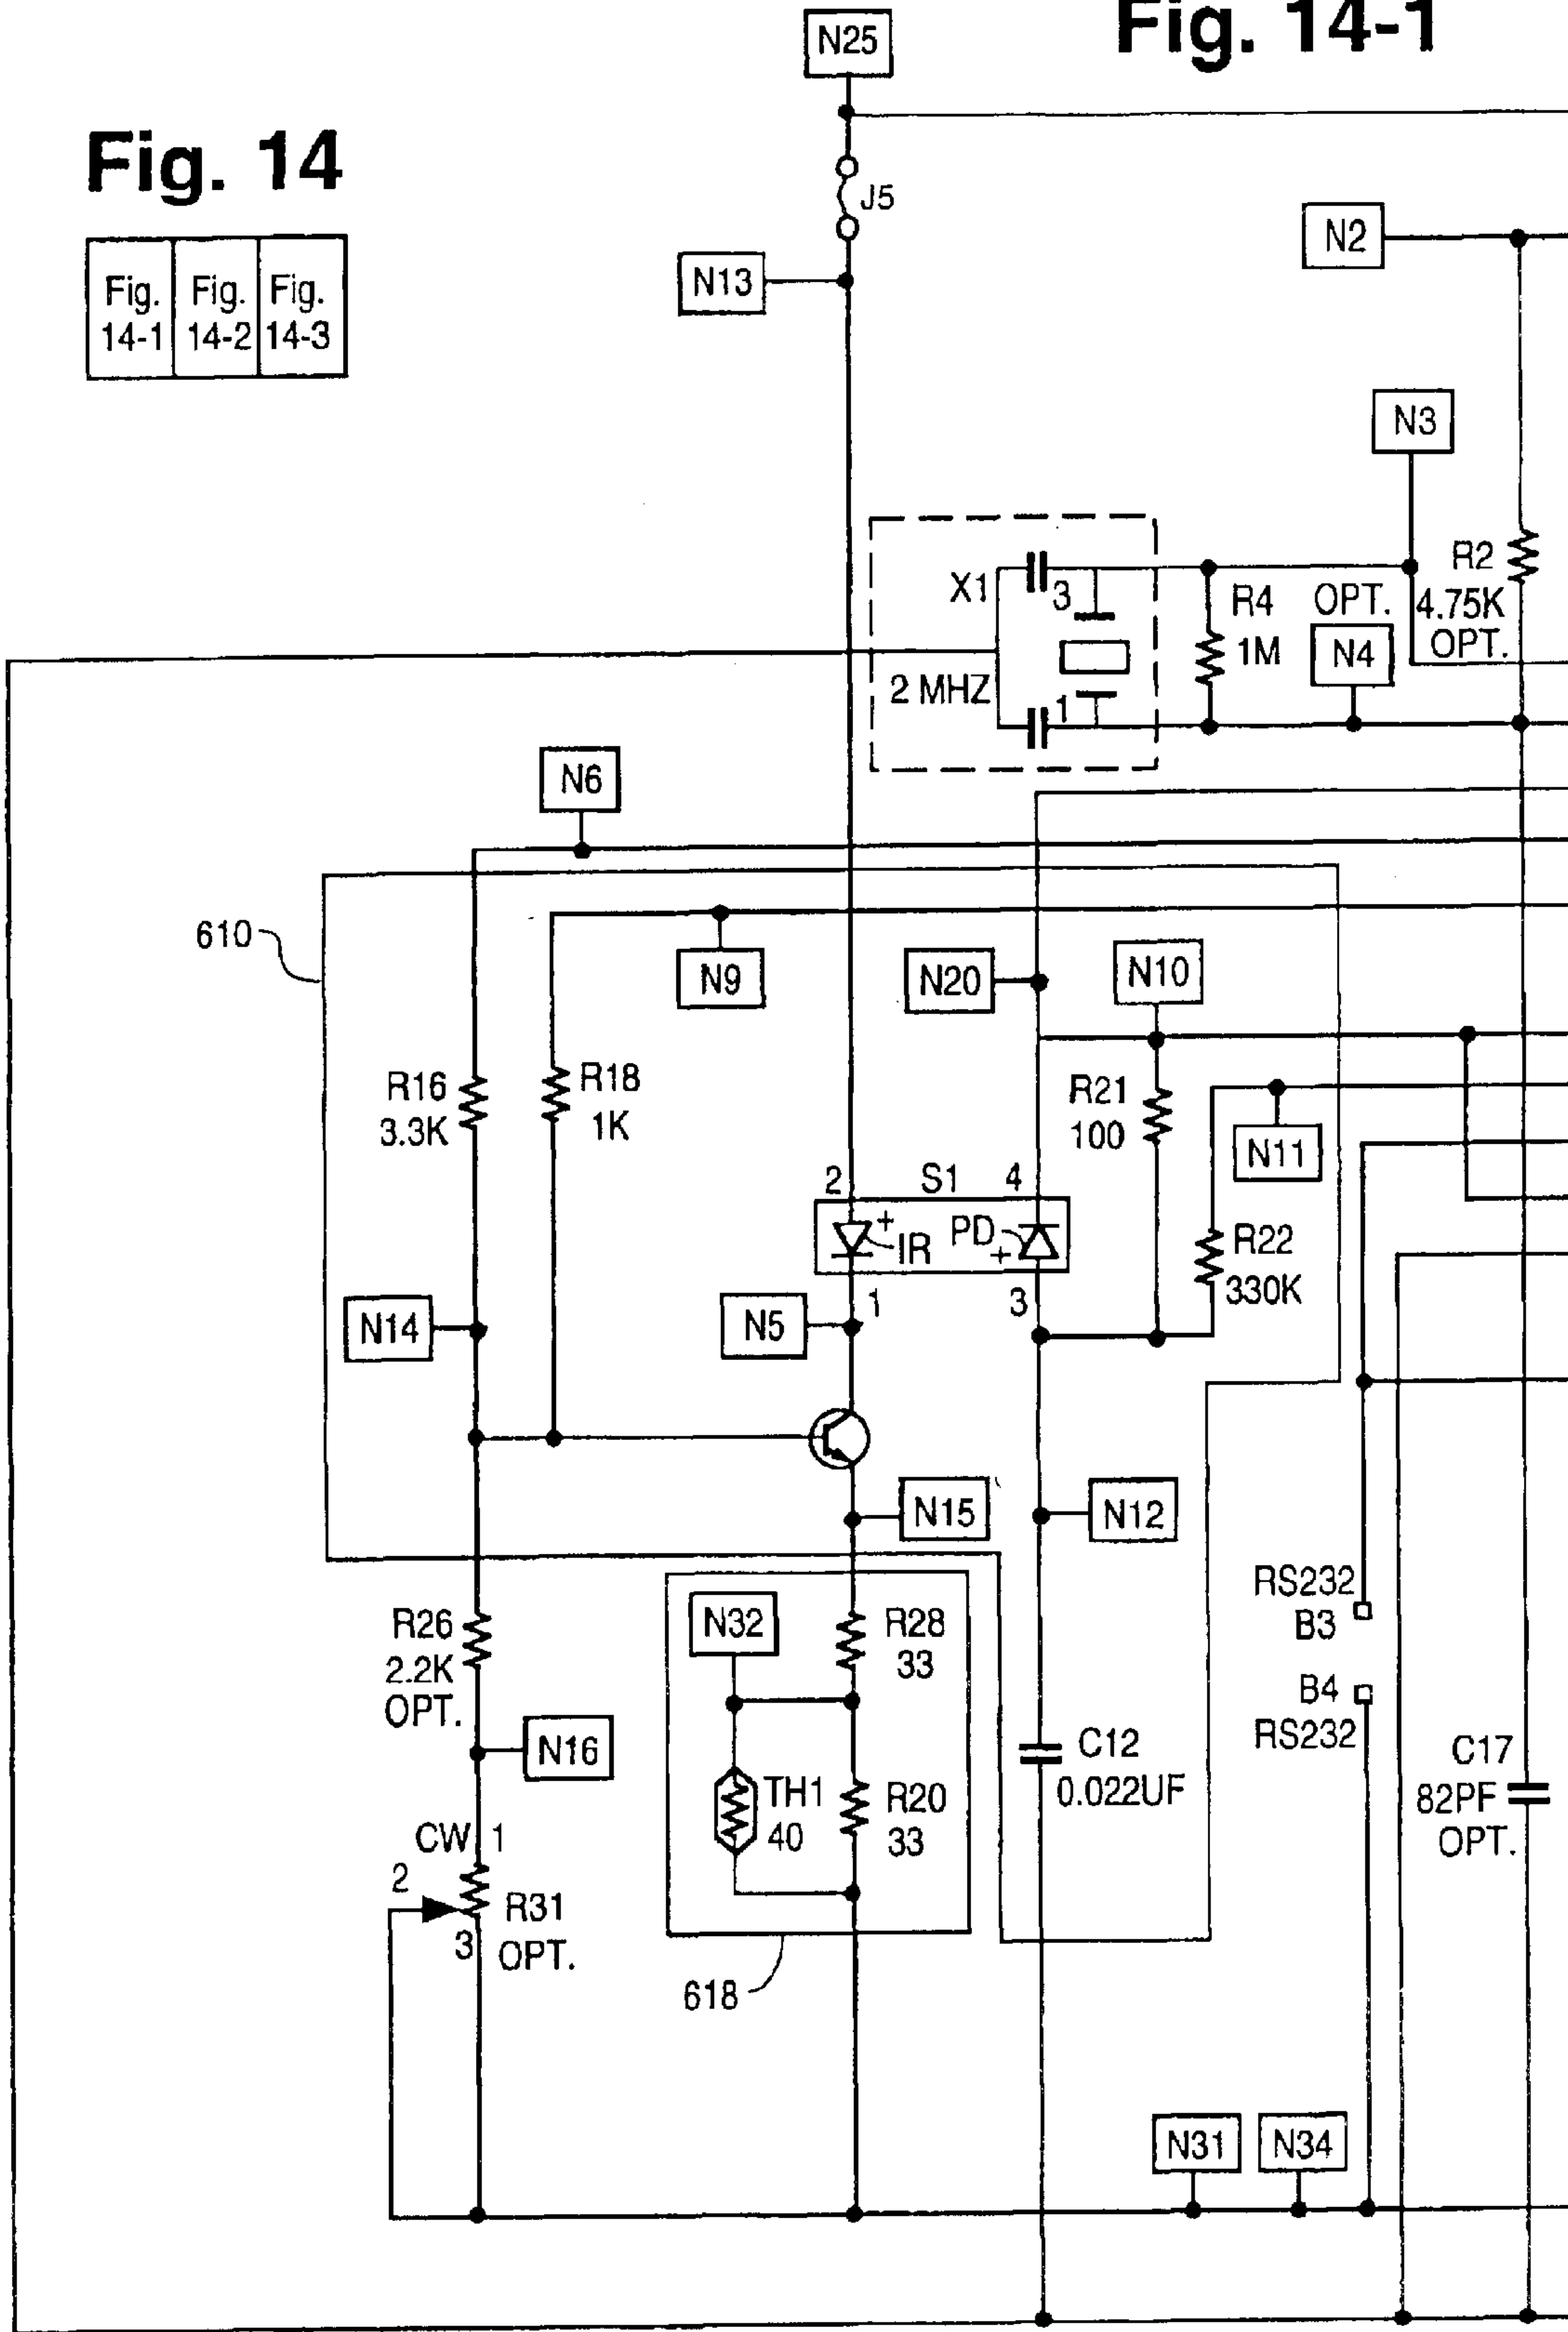 Fig. 14-1
N25
Fig. 14
J5
N2
N13
Fig. 14-1
Fig. 14-2
Fig. 14-3
N3
X1
3
R4
1M
OPT.
R2
4.75K
OPT.
N4
2 MHZ
1
N6
610
N9
N20
N10
R16
3.3K
R18
1K
R21
100
N11
2
S1
4
+
IR
PD
+
R22
330K
N14
N5
1
3
N15
N12
RS232
B3
R26
2.2K
OPT.
N32
R28
33
B4
RS232
N16
C12
0.022UF
C17
82PF
OPT.
TH1
40
R20
33
CW
1
2
R31
OPT.
3
618
N31
N34